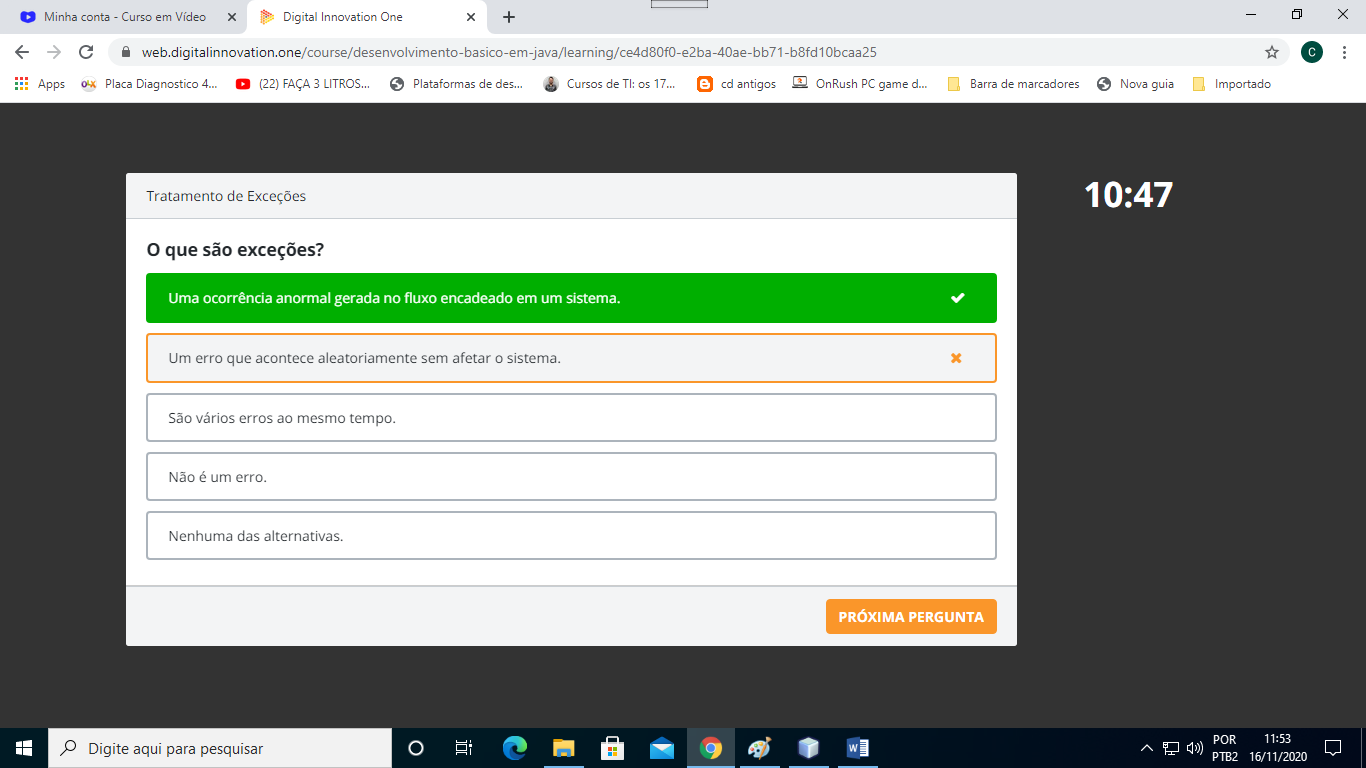 Minha conta - Curso em Vídeo
Digital Innovation One
web.digitalinnovation.one/course/desenvolvimento-basico-em-java/learning/ce4d80f0-e2ba-40ae-bb71-b8fd10bcaa25
C
Apps
OLX
Placa Diagnostico 4...
(22) FAÇA 3 LITROS...
Plataformas de des...
Cursos de TI: os 17...
cd antigos
OnRush PC game d...
Barra de marcadores
Nova guia
Importado
Tratamento de Exceções
10:47
O que são exceções?
Uma ocorrência anormal gerada no fluxo encadeado em um sistema.
Um erro que acontece aleatoriamente sem afetar o sistema.
São vários erros ao mesmo tempo.
Não é um erro.
Nenhuma das alternativas.
PRÓXIMA PERGUNTA
Digite aqui para pesquisar
POR
PTB2
11:53
16/11/2020